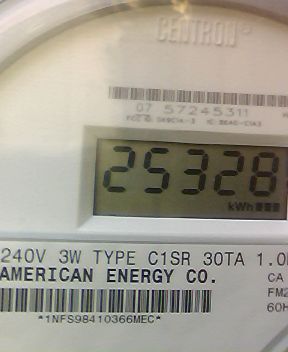 CENTRON®
07 57245311
25328
kWh
240V 3W TYPE C1SR 30TA 1.0
AMERICAN ENERGY CO.
CA
FM2
60H
*1NFS98410366MEC*